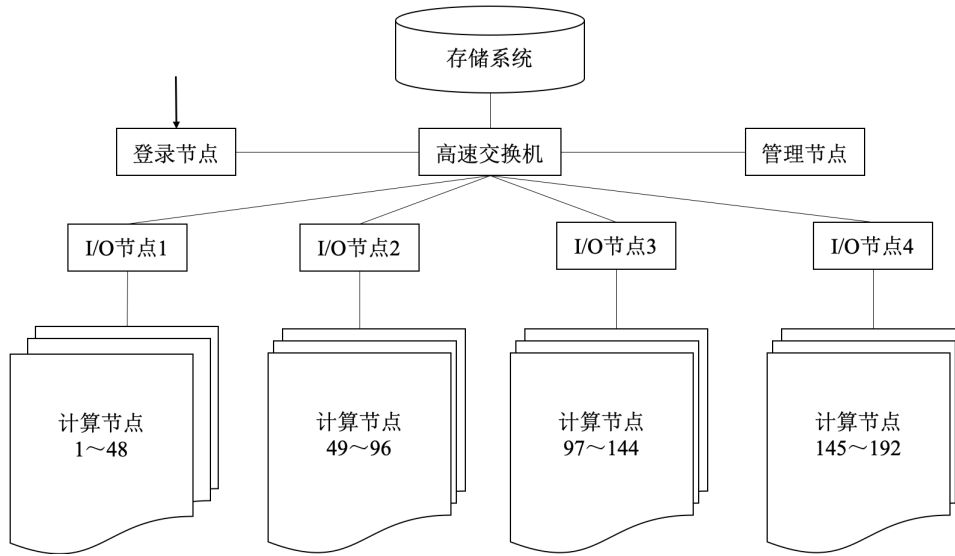 存储系统
登录节点
高速交换机
管理节点
I/O节点1
I/O节点2
I/O节点3
I/O节点4
计算节点
1～48
计算节点
49～96
计算节点
97～144
计算节点
145～192